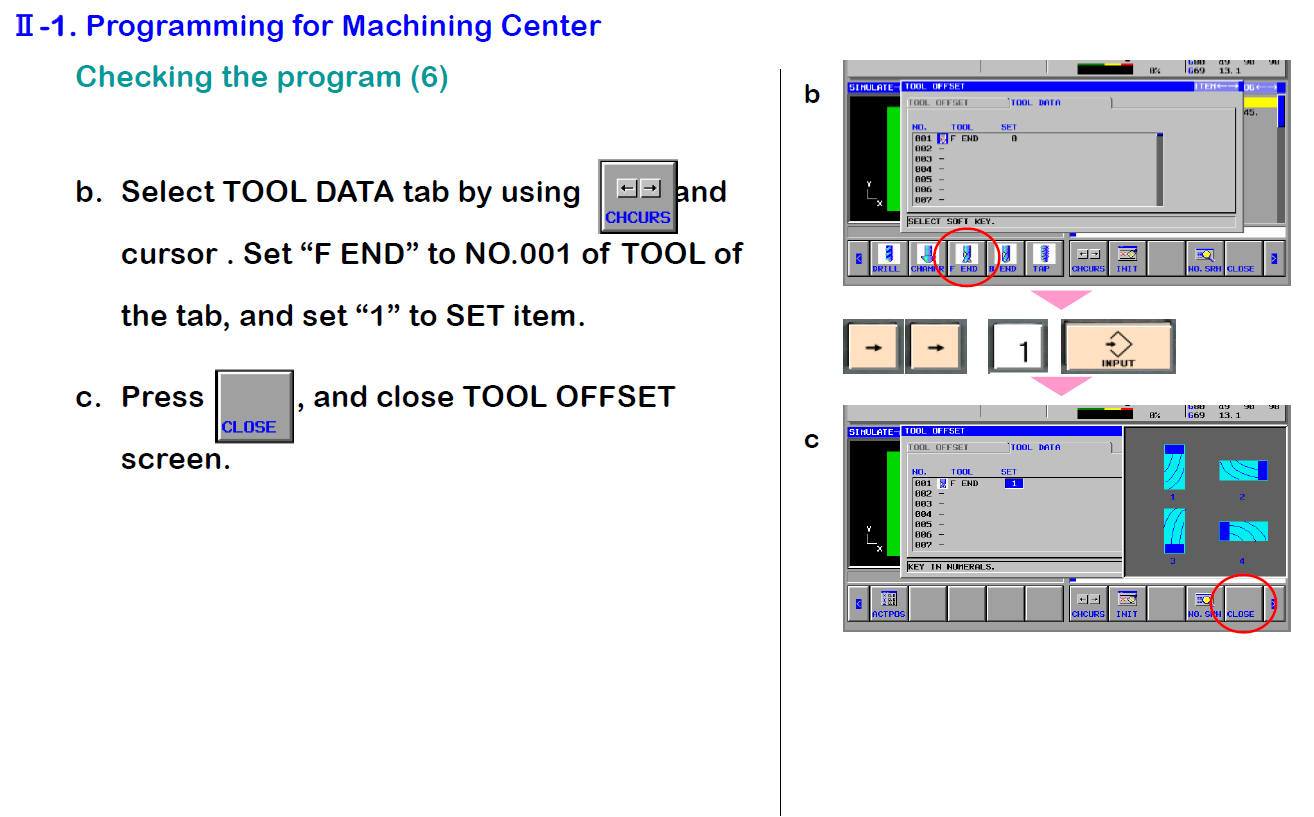 Ⅱ-1. Programming for Machining Center
Checking the program (6)
b. Select TOOL DATA tab by using CHCURS and
cursor . Set “F END” to NO.001 of TOOL of
the tab, and set “1” to SET item.
c. Press CLOSE , and close TOOL OFFSET
screen.
b
0% G69 13.1
SIMULATE TOOL OFFSET ITEM←→
TOOL OFFSET TOOL DATA
45.
NO. TOOL SET
001 F END 0
002 -
003 -
004 -
005 -
006 -
007 -
Y
X
SELECT SOFT KEY.
< DRILL CHAMFR F END B END TAP CHCURS INIT NO.SRH CLOSE >
→ → 1 INPUT
c
0% G69 13.1
SIMULATE TOOL OFFSET
TOOL OFFSET TOOL DATA
NO. TOOL SET
001 F END 1
002 -
003 -
004 -
005 -
006 -
007 -
Y
X
1 2
3 4
KEY IN NUMERALS.
< ACTPOS CHCURS INIT NO.SRH CLOSE >